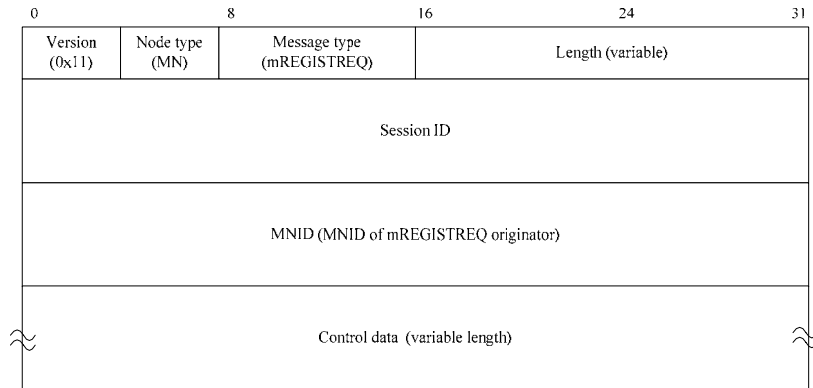 0 8 16 24 31
Version
(0x11)
Node type
(MN)
Message type
(mREGISTREQ)
Length (variable)
Session ID
MNID (MNID of mREGISTREQ originator)
Control data (variable length)